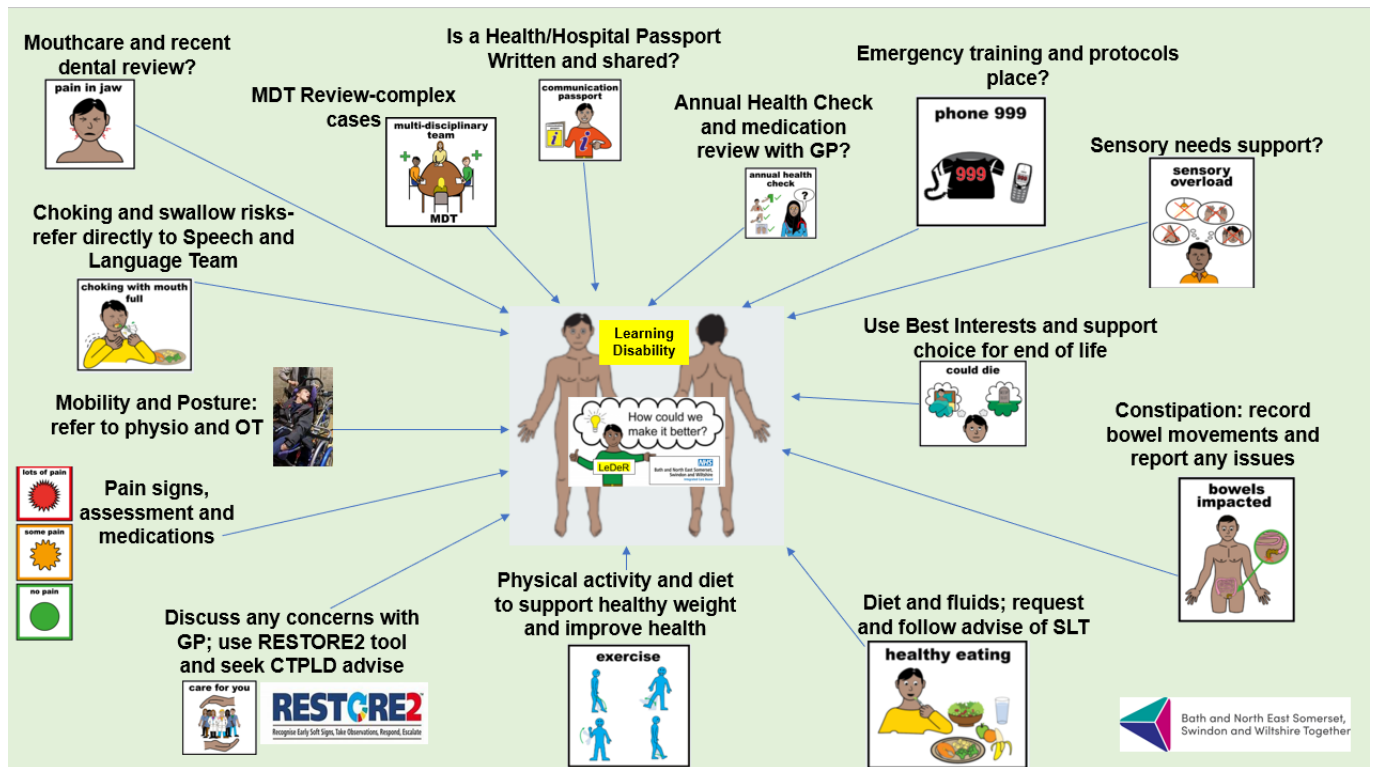 Mouthcare and recent
dental review?
pain in jaw
MDT Review-complex
cases
multi-disciplinary
team
MDT
Is a Health/Hospital Passport
Written and shared?
communication
passport
Annual Health Check
and medication
review with GP?
annual health
check
?
Emergency training and protocols
place?
phone 999
999
Sensory needs support?
sensory
overload
Choking and swallow risks-
refer directly to Speech and
Language Team
choking with mouth
full
Learning
Disability
How could we
make it better?
LeDeR
NHS
Bath and North East Somerset,
Swindon and Wiltshire
Integrated Care Board
Use Best Interests and support
choice for end of life
could die
Mobility and Posture:
refer to physio and OT
Constipation: record
bowel movements and
report any issues
bowels
impacted
lots of pain
some pain
no pain
Pain signs,
assessment and
medications
Discuss any concerns with
GP; use RESTORE2 tool
and seek CTPLD advise
care for you
RESTORE2™
Recognise Early Soft Signs, Take Observations, Respond, Escalate
Physical activity and diet
to support healthy weight
and improve health
exercise
Diet and fluids; request
and follow advise of SLT
healthy eating
Bath and North East Somerset,
Swindon and Wiltshire Together